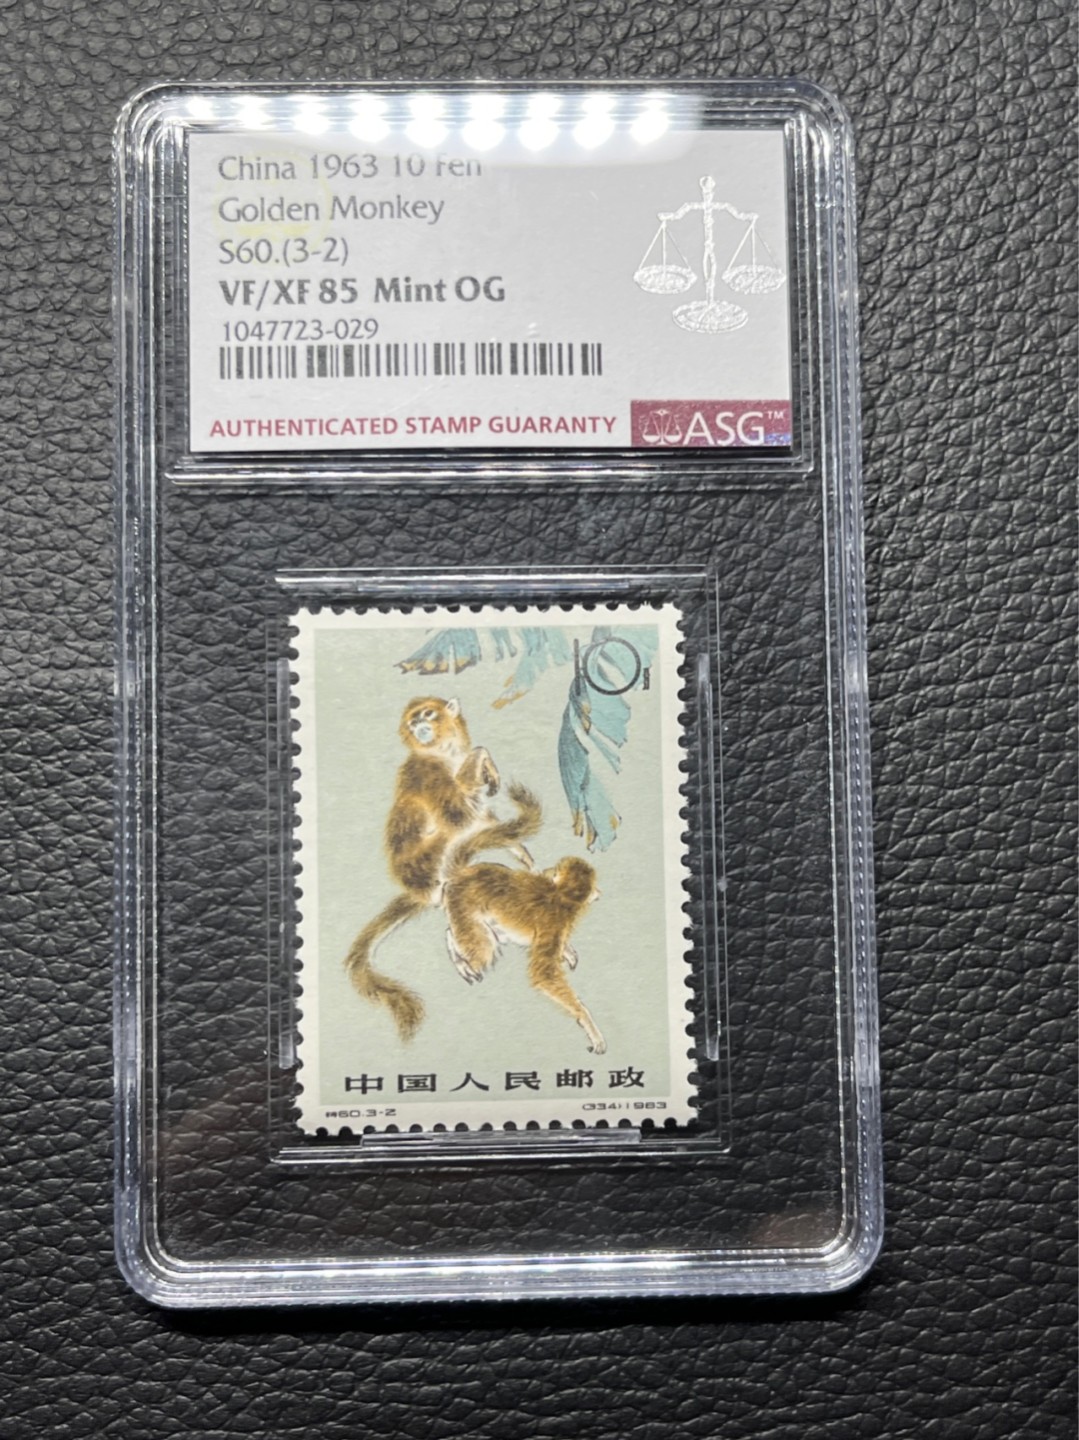 China 1963 10 Fen
Golden Monkey
S60.(3-2)
VF/XF 85 Mint OG
1047723-029
AUTHENTICATED STAMP GUARANTY
ASG™
10
中国人民邮政
特60.3-2 (334)1963